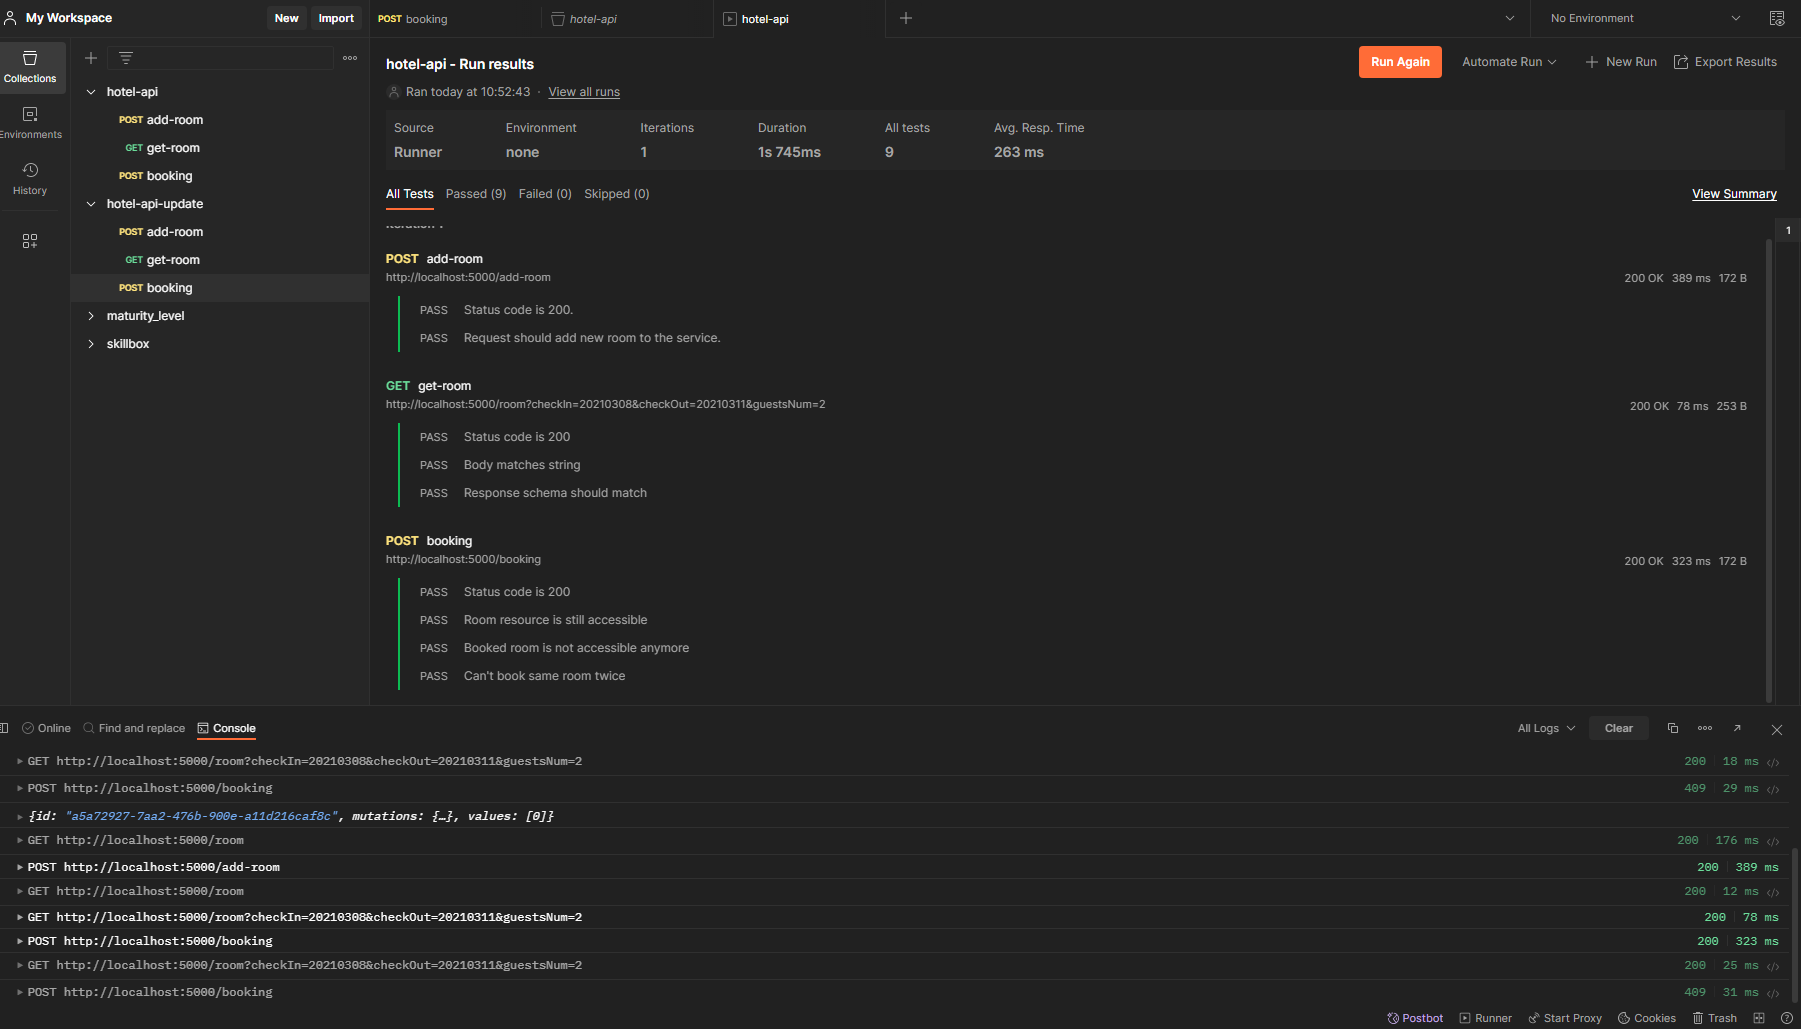 My Workspace
New
Import
POST booking
hotel-api
hotel-api
No Environment
Collections
Environments
History
hotel-api
POST add-room
GET get-room
POST booking
hotel-api-update
POST add-room
GET get-room
POST booking
maturity_level
skillbox
hotel-api - Run results
Run Again
Automate Run
New Run
Export Results
Ran today at 10:52:43 · View all runs
Source Environment Iterations Duration All tests Avg. Resp. Time
Runner none 1 1s 745ms 9 263 ms
All Tests Passed (9) Failed (0) Skipped (0)
View Summary
1
POST add-room
http://localhost:5000/add-room
200 OK 389 ms 172 B
PASS Status code is 200.
PASS Request should add new room to the service.
GET get-room
http://localhost:5000/room?checkIn=20210308&checkOut=20210311&guestsNum=2
200 OK 78 ms 253 B
PASS Status code is 200
PASS Body matches string
PASS Response schema should match
POST booking
http://localhost:5000/booking
200 OK 323 ms 172 B
PASS Status code is 200
PASS Room resource is still accessible
PASS Booked room is not accessible anymore
PASS Can't book same room twice
Online Find and replace Console
All Logs Clear
GET http://localhost:5000/room?checkIn=20210308&checkOut=20210311&guestsNum=2 200 18 ms
POST http://localhost:5000/booking 409 29 ms
{id: "a5a72927-7aa2-476b-900e-a11d216caf8c", mutations: {…}, values: [0]}
GET http://localhost:5000/room 200 176 ms
POST http://localhost:5000/add-room 200 389 ms
GET http://localhost:5000/room 200 12 ms
GET http://localhost:5000/room?checkIn=20210308&checkOut=20210311&guestsNum=2 200 78 ms
POST http://localhost:5000/booking 200 323 ms
GET http://localhost:5000/room?checkIn=20210308&checkOut=20210311&guestsNum=2 200 25 ms
POST http://localhost:5000/booking 409 31 ms
Postbot Runner Start Proxy Cookies Trash